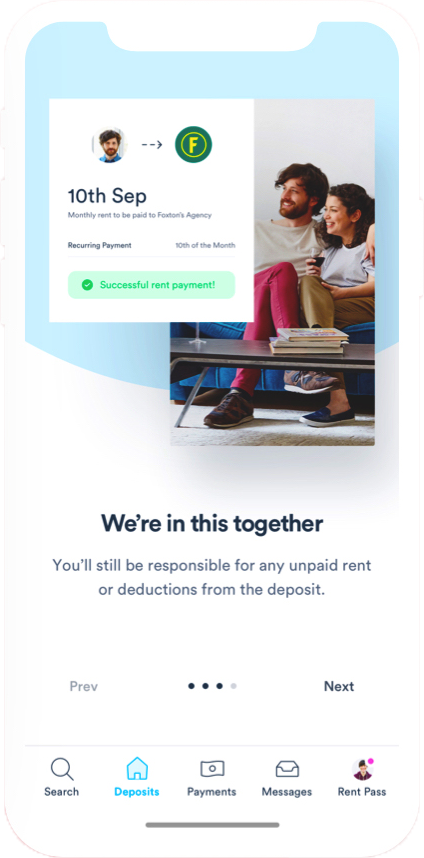 F
10th Sep
Monthly rent to be paid to Foxton's Agency
Recurring Payment 10th of the Month
Successful rent payment!
We're in this together
You'll still be responsible for any unpaid rent
or deductions from the deposit.
Prev Next
Search Deposits Payments Messages Rent Pass